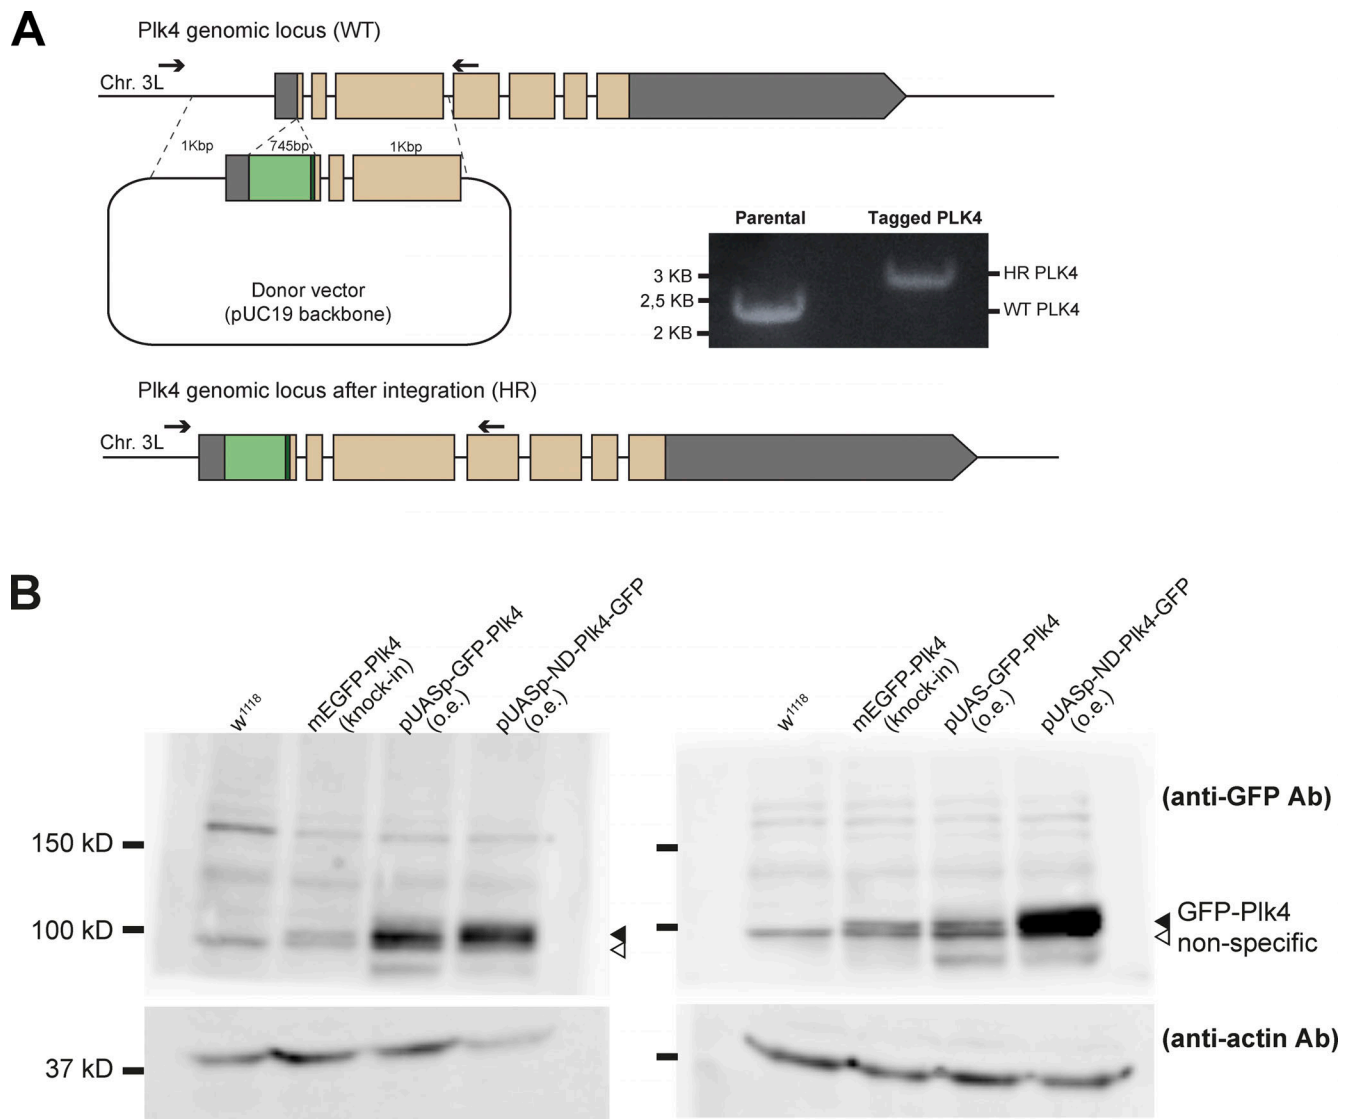 A
Plk4 genomic locus (WT)
Chr. 3L
1Kbp
745bp
1Kbp
Donor vector
(pUC19 backbone)
Parental
Tagged PLK4
3 KB
2,5 KB
2 KB
HR PLK4
WT PLK4
Plk4 genomic locus after integration (HR)
Chr. 3L
B
w1118
mEGFP-Plk4
(knock-in)
pUASp-GFP-Plk4
(o.e.)
pUASp-ND-Plk4-GFP
(o.e.)
w1118
mEGFP-Plk4
(knock-in)
pUAS-GFP-Plk4
(o.e.)
pUASp-ND-Plk4-GFP
(o.e.)
150 kD
100 kD
37 kD
(anti-GFP Ab)
GFP-Plk4
non-specific
(anti-actin Ab)